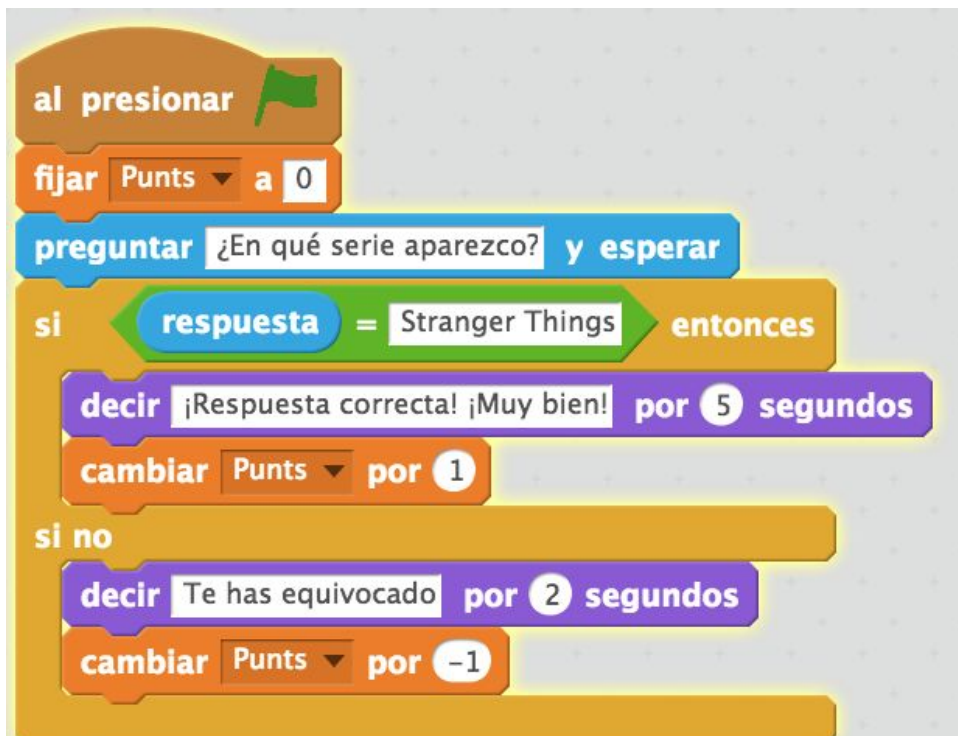 al presionar
fijar Punts a 0
preguntar ¿En qué serie aparezco? y esperar
si respuesta = Stranger Things entonces
decir ¡Respuesta correcta! ¡Muy bien! por 5 segundos
cambiar Punts por 1
si no
decir Te has equivocado por 2 segundos
cambiar Punts por -1